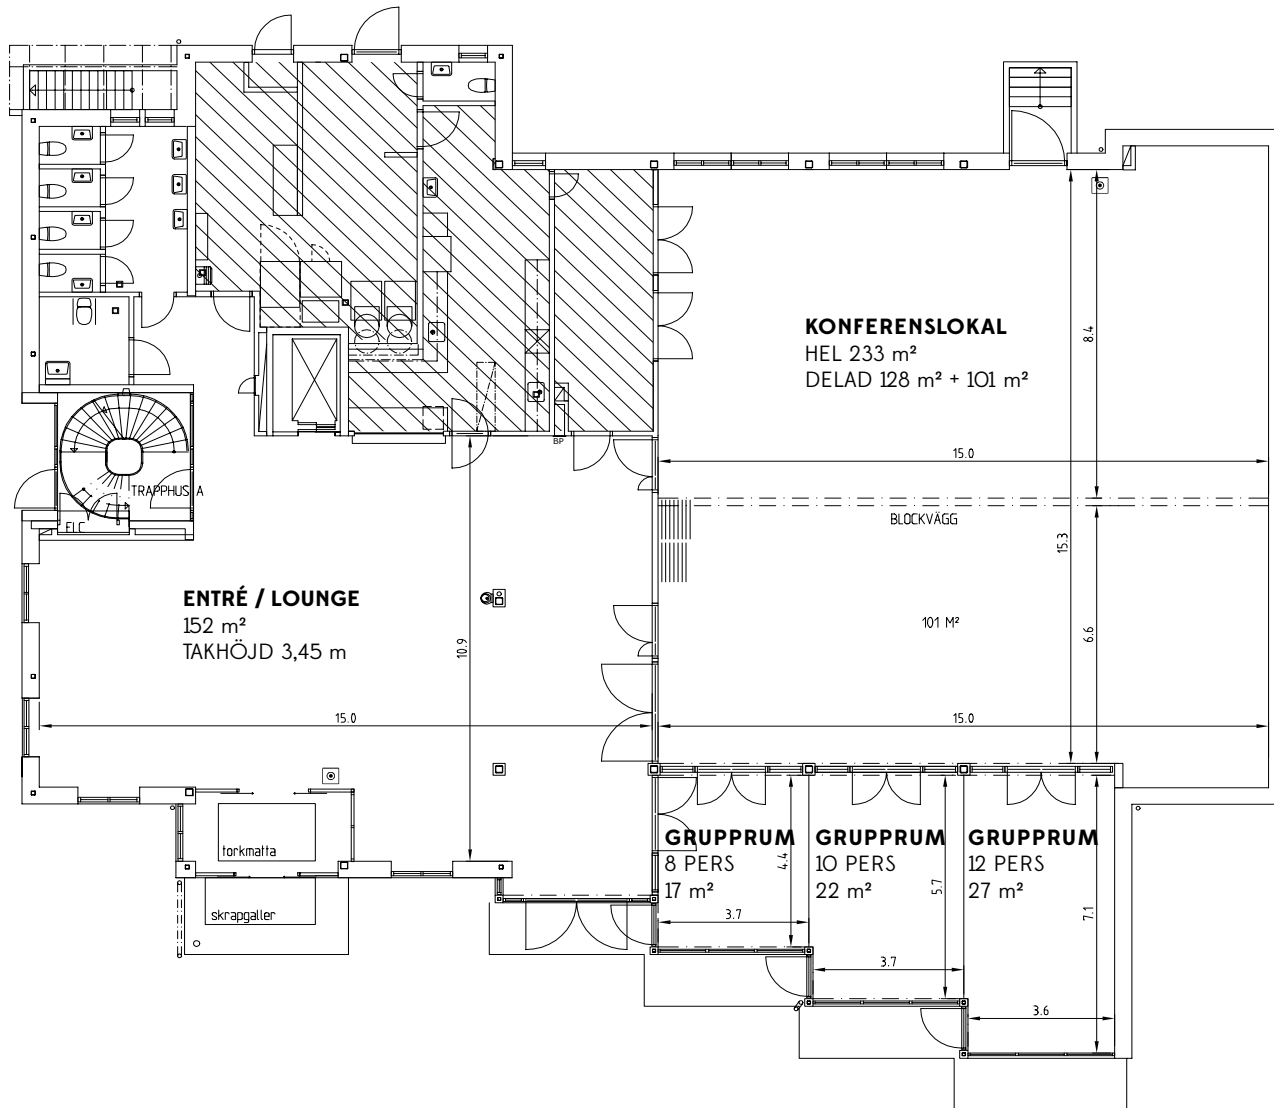 KONFERENSLOKAL
HEL 233 m²
DELAD 128 m² + 101 m²
8.4
BP
15.0
TRAPPHUS A
ELC
BLOCKVÄGG
15.3
ENTRÉ / LOUNGE
152 m²
TAKHÖJD 3,45 m
10.9
101 M²
6.6
15.0
15.0
torkmatta
skrapgaller
GRUPPRUM
8 PERS
17 m²
4.4
3.7
GRUPPRUM
10 PERS
22 m²
5.7
3.7
GRUPPRUM
12 PERS
27 m²
7.1
3.6